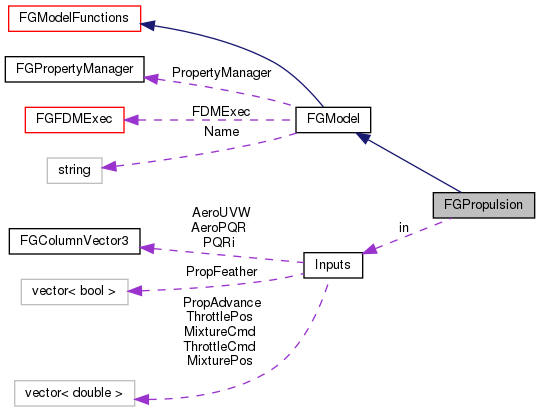 FGModelFunctions
FGPropertyManager
PropertyManager
FDMExec
FGFDMExec
FGModel
Name
string
FGPropulsion
in
AeroUVW
AeroPQR
PQRi
FGColumnVector3
Inputs
PropFeather
vector< bool >
PropAdvance
ThrottlePos
MixtureCmd
ThrottleCmd
MixturePos
vector< double >